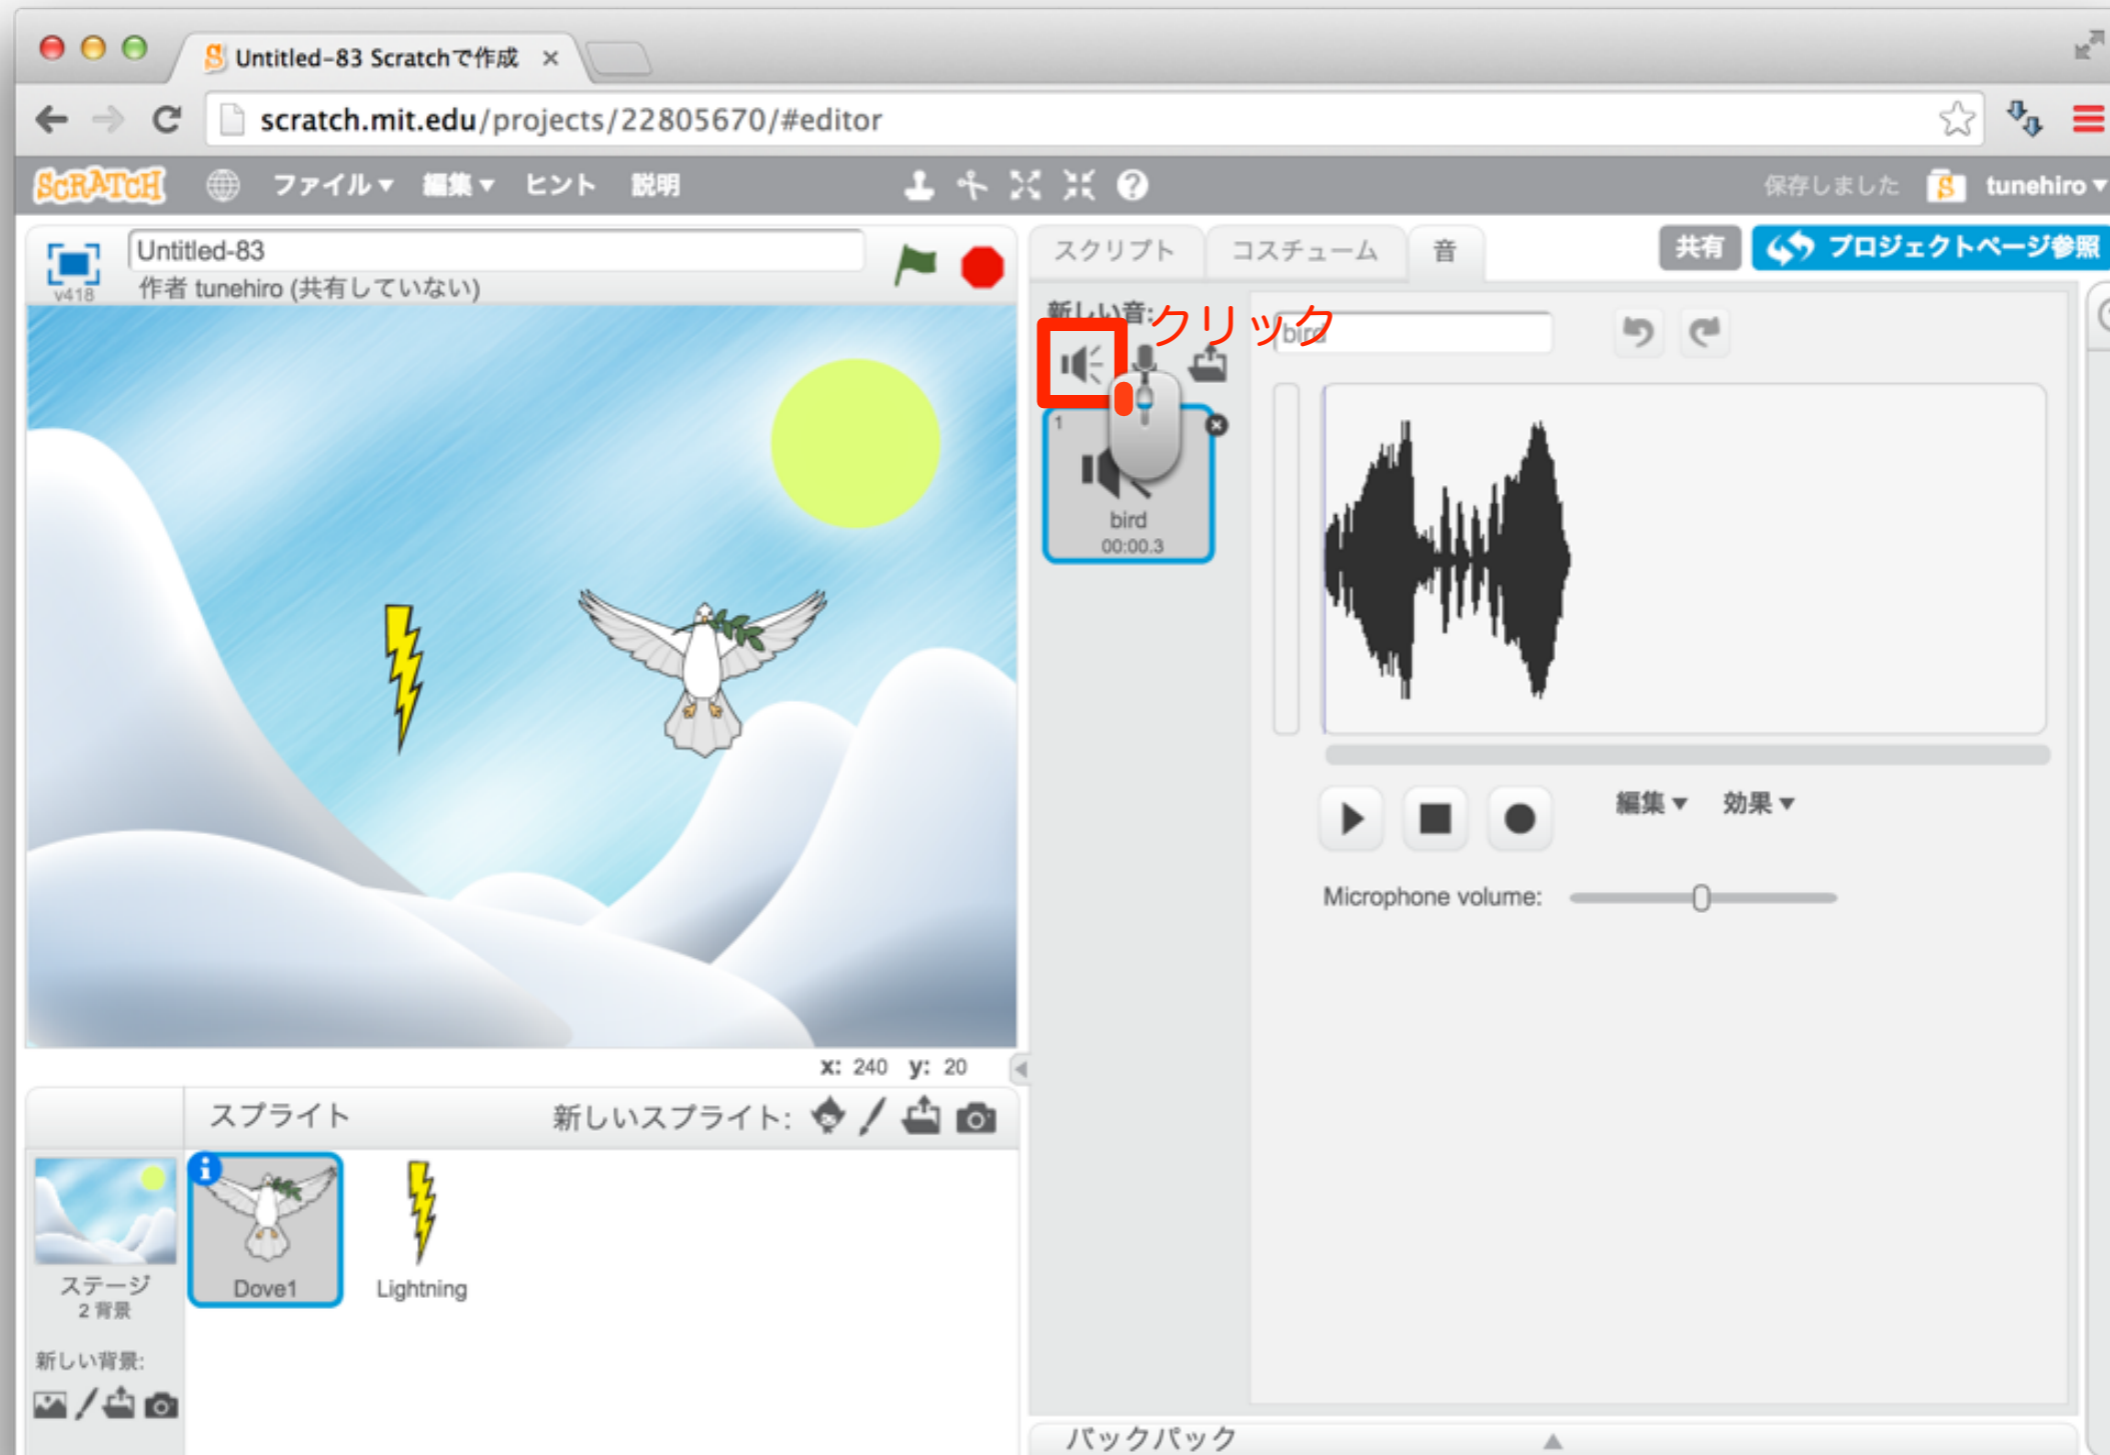 Untitled-83 Scratchで作成
scratch.mit.edu/projects/22805670/#editor
SCRATCH ファイル 編集 ヒント 説明 保存しました tunehiro
v418 Untitled-83
作者 tunehiro (共有していない)
スクリプト コスチューム 音 共有 プロジェクトページ参照
新しい音:
クリック
bird
1
bird
00:00.3
編集 効果
Microphone volume:
x: 240 y: 20
スプライト 新しいスプライト:
ステージ
2 背景
Dove1
Lightning
新しい背景:
バックパック